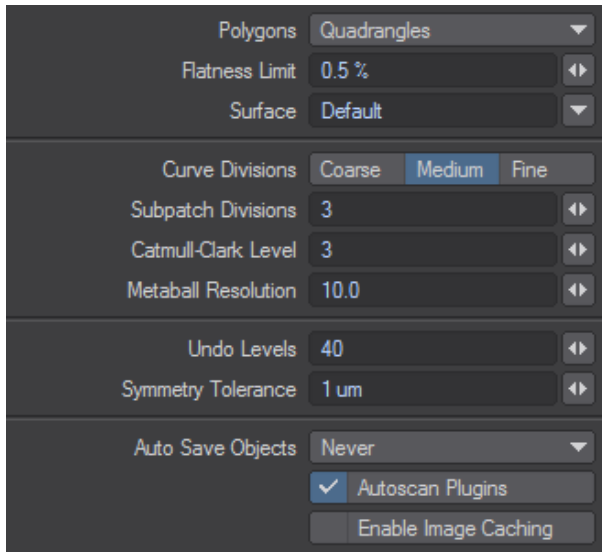 Polygons Quadrangles
Flatness Limit 0.5 %
Surface Default
Curve Divisions Coarse Medium Fine
Subpatch Divisions 3
Catmull-Clark Level 3
Metaball Resolution 10.0
Undo Levels 40
Symmetry Tolerance 1 um
Auto Save Objects Never
Autoscan Plugins
Enable Image Caching